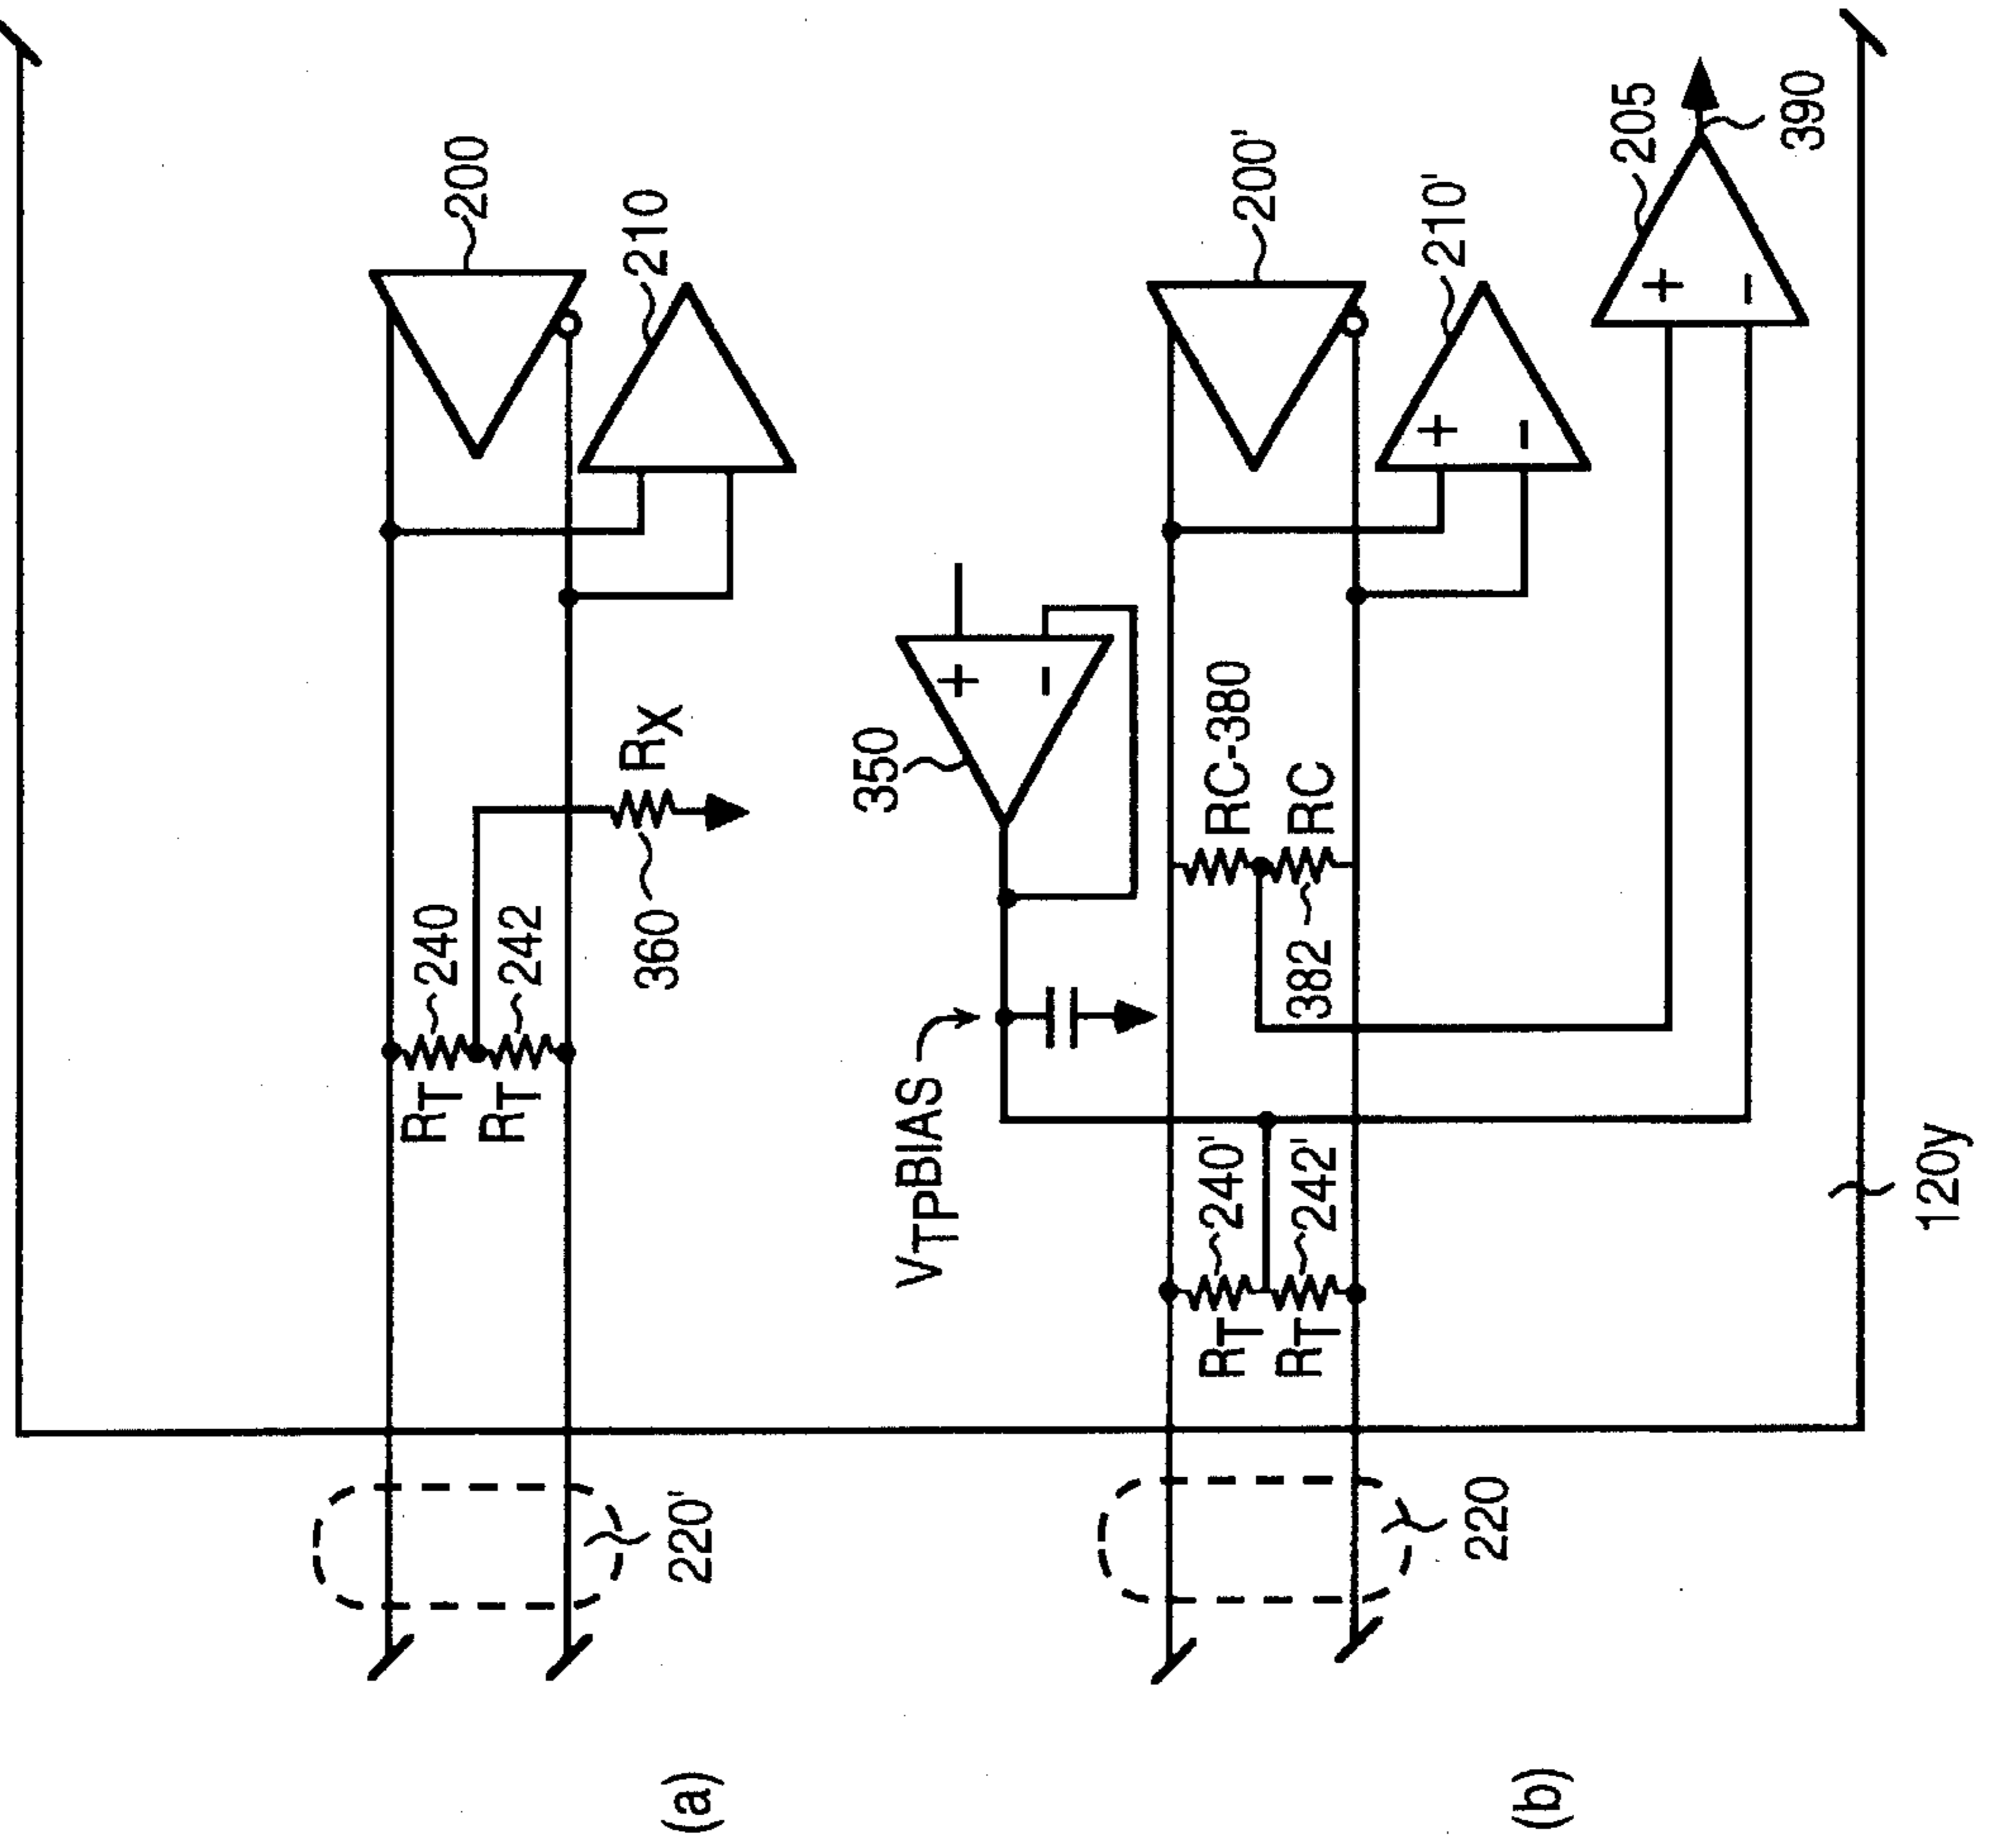 200
210
RT
240
RT
242
360
RX
220'
(a)
350
+
-
VTPBIAS
200'
210'
+
-
RC-380
RC
382
RT
240'
RT
242'
220
205
+
-
390
120y
(b)